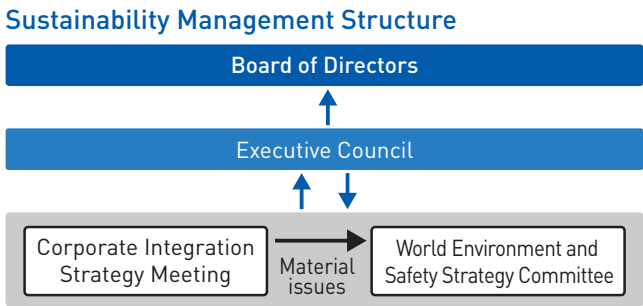 Sustainability Management Structure
Board of Directors
Executive Council
Corporate Integration
Strategy Meeting
Material
issues
World Environment and
Safety Strategy Committee